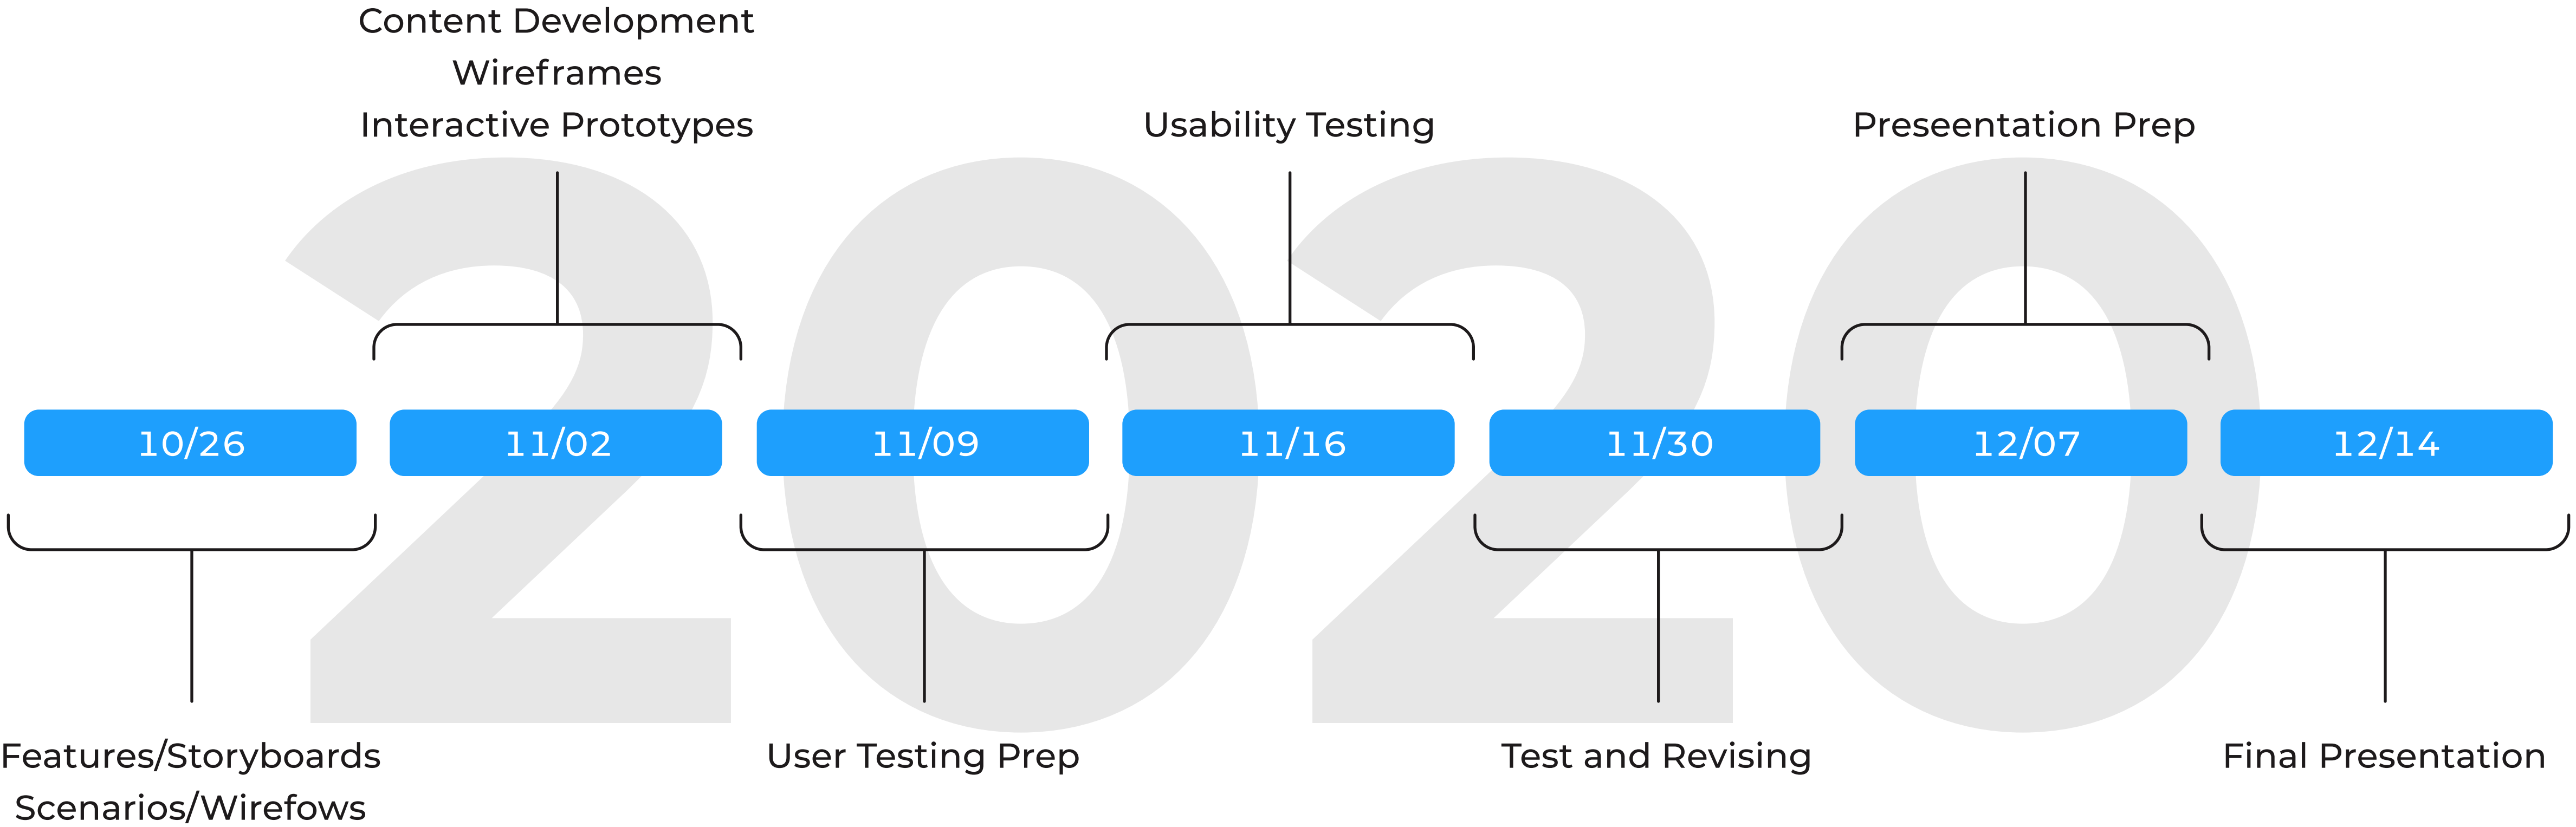 Content Development
Wireframes
Interactive Prototypes
Usability Testing
Preseentation Prep
2020
10/26
11/02
11/09
11/16
11/30
12/07
12/14
Features/Storyboards
Scenarios/Wirefows
User Testing Prep
Test and Revising
Final Presentation